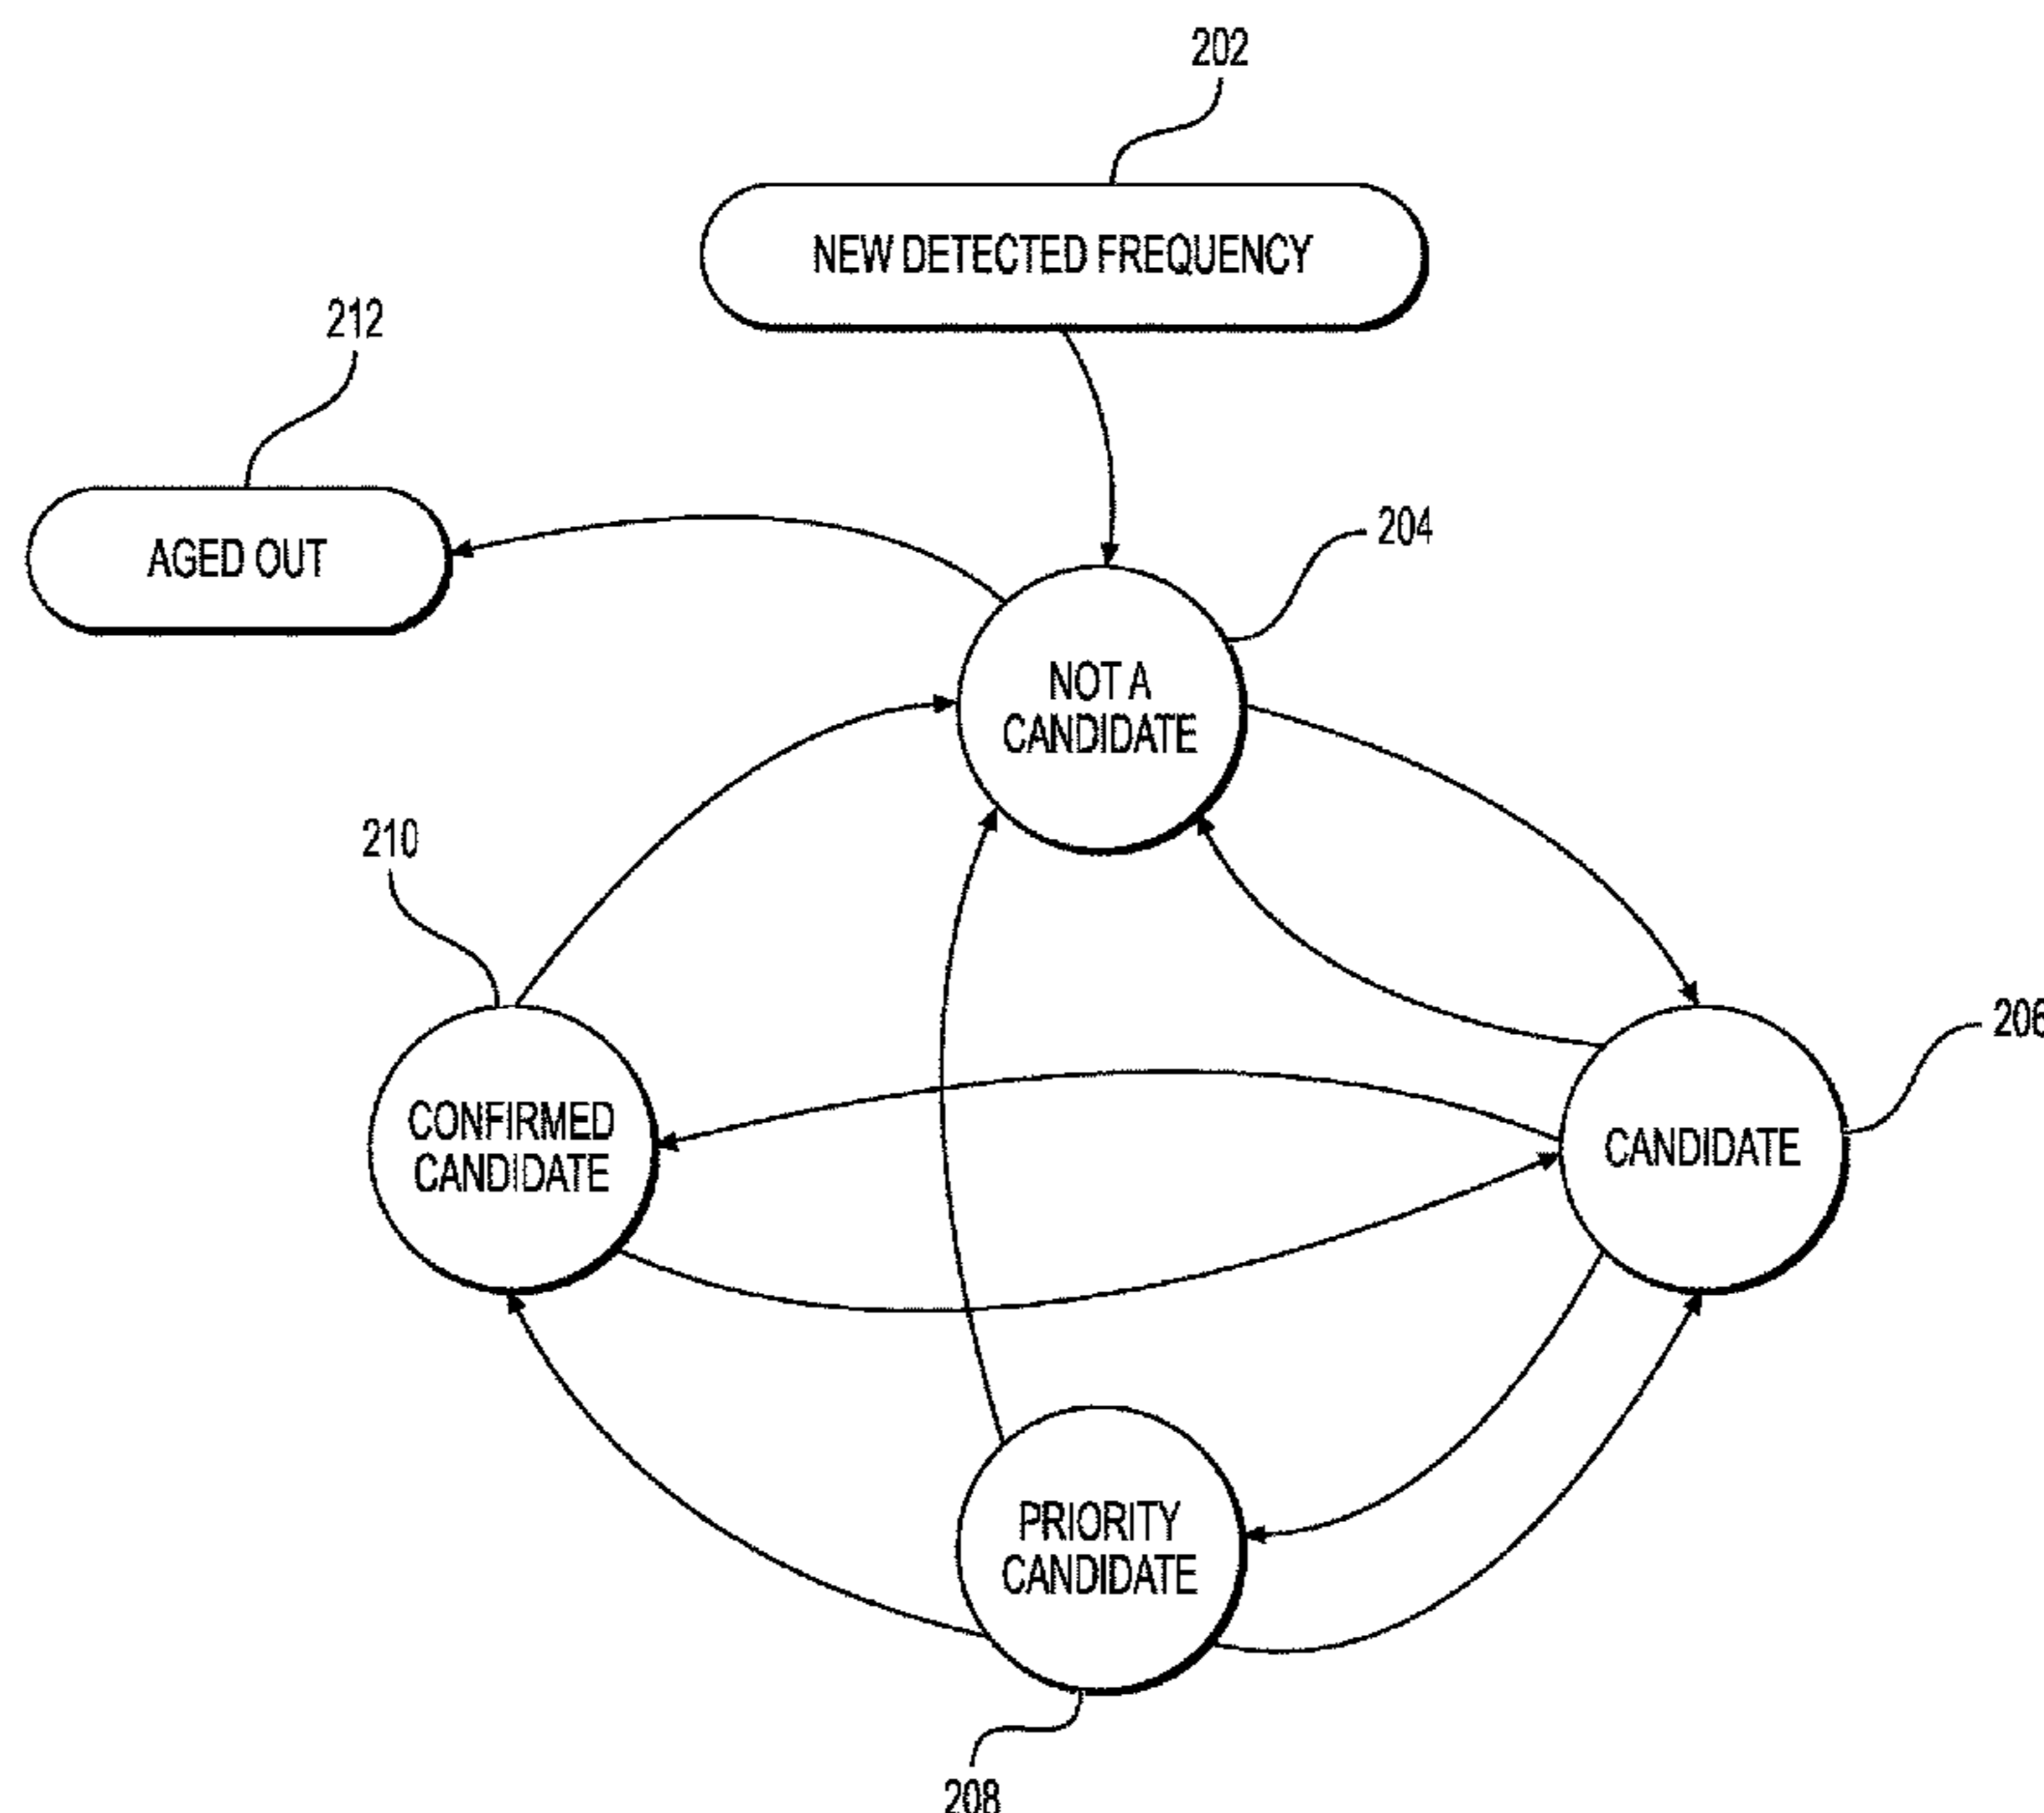 202
NEW DETECTED FREQUENCY
212
AGED OUT
204
NOT A
CANDIDATE
210
206
CONFIRMED
CANDIDATE
CANDIDATE
PRIORITY
CANDIDATE
208